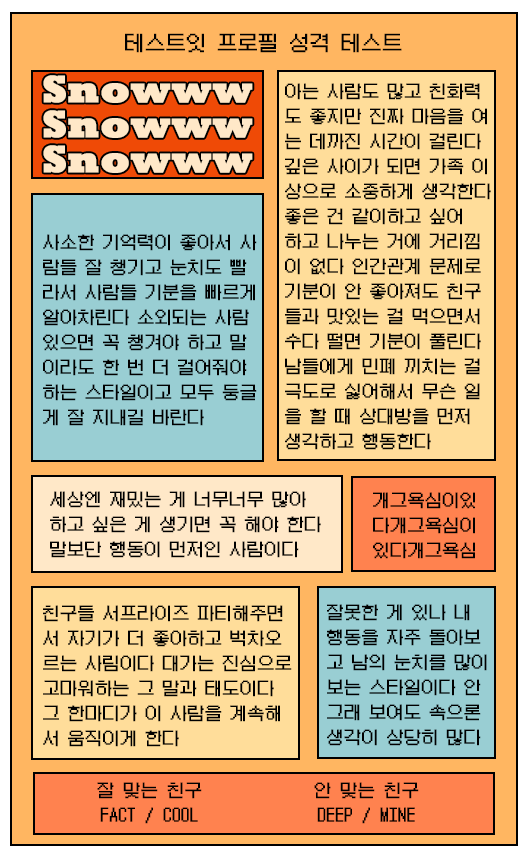 테스트잇 프로필 성격 테스트
Snowww
Snowww
Snowww
사소한 기억력이 좋아서 사
람들 잘 챙기고 눈치도 빨
라서 사람들 기분을 빠르게
알아차린다 소외되는 사람
있으면 꼭 챙겨야 하고 말
이라도 한 번 더 걸어줘야
하는 스타일이고 모두 둥글
게 잘 지내길 바란다
아는 사람도 많고 친화력
도 좋지만 진짜 마음을 여
는 데까진 시간이 걸린다
깊은 사이가 되면 가족 이
상으로 소중하게 생각한다
좋은 건 같이하고 싶어
하고 나누는 거에 거리낌
이 없다 인간관계 문제로
기분이 안 좋아져도 친구
들과 맛있는 걸 먹으면서
수다 떨면 기분이 풀린다
남들에게 민폐 끼치는 걸
극도로 싫어해서 무슨 일
을 할 때 상대방을 먼저
생각하고 행동한다
세상엔 재밌는 게 너무너무 많아
하고 싶은 게 생기면 꼭 해야 한다
말보단 행동이 먼저인 사람이다
개그욕심이있
다개그욕심이
있다개그욕심
친구들 서프라이즈 파티해주면
서 자기가 더 좋아하고 벅차오
르는 사림이다 대가는 진심으로
고마워하는 그 말과 태도이다
그 한마디가 이 사람을 계속해
서 움직이게 한다
잘못한 게 있나 내
행동을 자주 돌아보
고 남의 눈치를 많이
보는 스타일이다 안
그래 보여도 속으론
생각이 상당히 많다
잘 맞는 친구
FACT / COOL
안 맞는 친구
DEEP / MINE